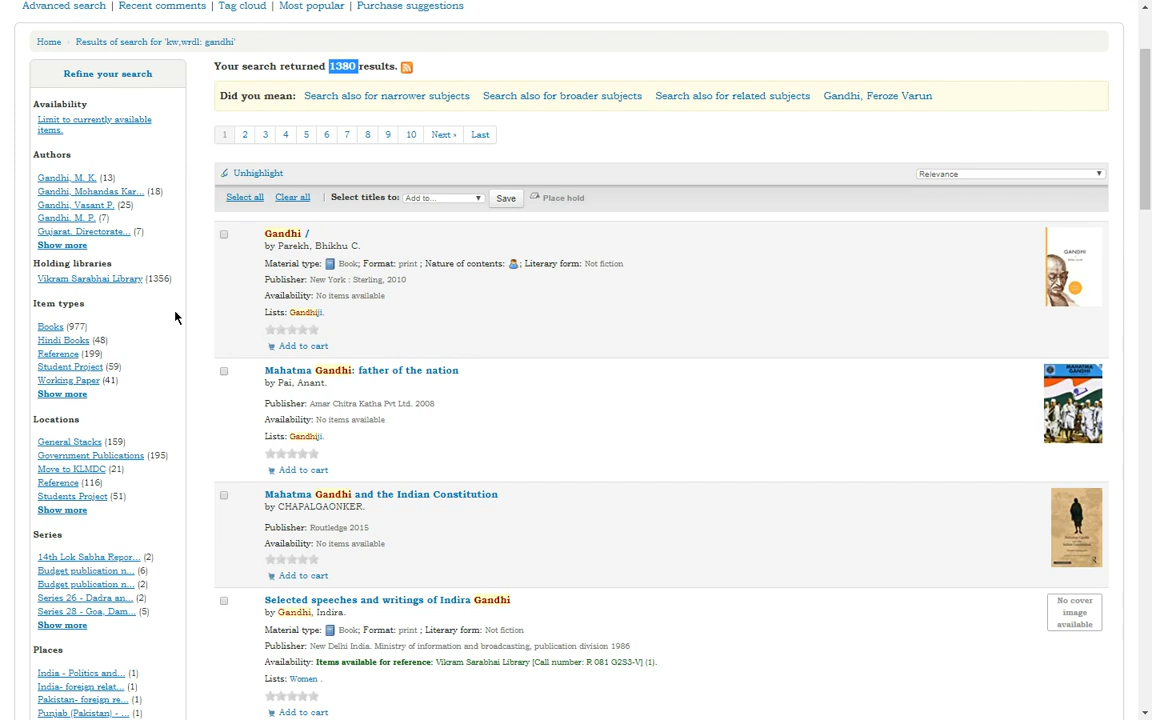 Advanced search | Recent comments | Tag cloud | Most popular | Purchase suggestions
Home › Results of search for 'kw,wrdl: gandhi'
Refine your search
Availability
Limit to currently available
items.
Authors
Gandhi, M. K. (13)
Gandhi, Mohandas Kar... (18)
Gandhi, Vasant P. (25)
Gandhi, M. P. (7)
Gujarat, Directorate... (7)
Show more
Holding libraries
Vikram Sarabhai Library (1356)
Item types
Books (977)
Hindi Books (48)
Reference (199)
Student Project (59)
Working Paper (41)
Show more
Locations
General Stacks (159)
Government Publications (195)
Move to KLMDC (21)
Reference (116)
Students Project (51)
Show more
Series
14th Lok Sabha Repor... (2)
Budget publication n... (6)
Budget publication n... (2)
Series 26 - Dadra an... (2)
Series 28 - Goa, Dam... (5)
Show more
Places
India - Politics and... (1)
India- foreign relat... (1)
Pakistan- foreign re... (1)
Punjab (Pakistan) - ... (1)
Your search returned 1380 results.
Did you mean: Search also for narrower subjects Search also for broader subjects Search also for related subjects Gandhi, Feroze Varun
1 2 3 4 5 6 7 8 9 10 Next » Last
Unhighlight Relevance
Select all Clear all | Select titles to: Add to... Save Place hold
Gandhi /
by Parekh, Bhikhu C.
Material type: Book; Format: print ; Nature of contents: ; Literary form: Not fiction
Publisher: New York : Sterling, 2010
Availability: No items available
Lists: Gandhiji.
Add to cart
GANDHI
Mahatma Gandhi: father of the nation
by Pai, Anant.
Publisher: Amar Chitra Katha Pvt Ltd. 2008
Availability: No items available
Lists: Gandhiji.
Add to cart
MAHATMA
GANDHI
Mahatma Gandhi and the Indian Constitution
by CHAPALGAONKER.
Publisher: Routledge 2015
Availability: No items available
Add to cart
Selected speeches and writings of Indira Gandhi
by Gandhi, Indira.
Material type: Book; Format: print ; Literary form: Not fiction
Publisher: New Delhi India. Ministry of information and broadcasting, publication division 1986
Availability: Items available for reference: Vikram Sarabhai Library [Call number: R 081 G2S3-V] (1).
Lists: Women .
Add to cart
No cover
image
available